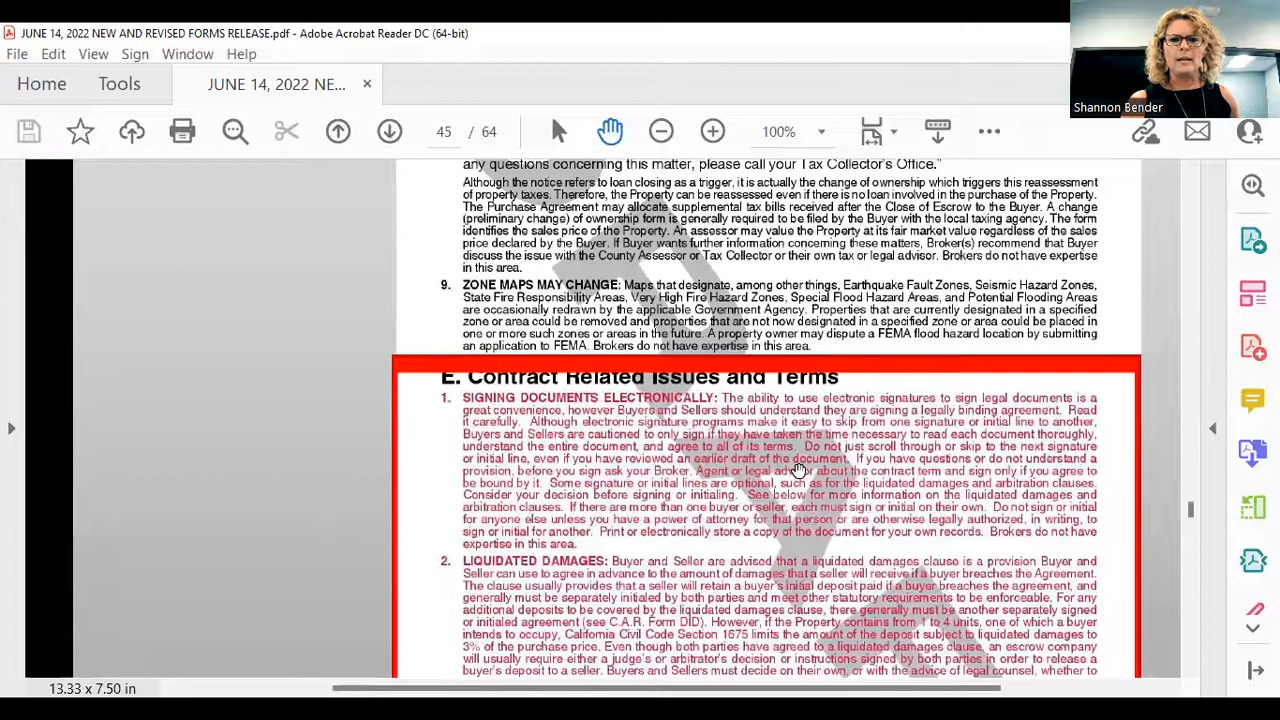 JUNE 14, 2022 NEW AND REVISED FORMS RELEASE.pdf - Adobe Acrobat Reader DC (64-bit)
File Edit View Sign Window Help
Home Tools JUNE 14, 2022 NE... ×
Shannon Bender
45 / 64 100%
any questions concerning this matter, please call your Tax Collector's Office."
Although the notice refers to loan closing as a trigger, it is actually the change of ownership which triggers this reassessment
of property taxes. Therefore, the Property can be reassessed even if there is no loan involved in the purchase of the Property.
The Purchase Agreement may allocate supplemental tax bills received after the Close of Escrow to the Buyer. A change
(preliminary change) of ownership form is generally required to be filed by the Buyer with the local taxing agency. The form
identifies the sales price of the Property. An assessor may value the Property at its fair market value regardless of the sales
price declared by the Buyer. If Buyer wants further information concerning these matters, Broker(s) recommend that Buyer
discuss the issue with the County Assessor or Tax Collector or their own tax or legal advisor. Brokers do not have expertise
in this area.
9. ZONE MAPS MAY CHANGE: Maps that designate, among other things, Earthquake Fault Zones, Seismic Hazard Zones,
State Fire Responsibility Areas, Very High Fire Hazard Zones, Special Flood Hazard Areas, and Potential Flooding Areas
are occasionally redrawn by the applicable Government Agency. Properties that are currently designated in a specified
zone or area could be removed and properties that are not now designated in a specified zone or area could be placed in
one or more such zones or areas in the future. A property owner may dispute a FEMA flood hazard location by submitting
an application to FEMA. Brokers do not have expertise in this area.
E. Contract Related Issues and Terms
1. SIGNING DOCUMENTS ELECTRONICALLY: The ability to use electronic signatures to sign legal documents is a
great convenience, however Buyers and Sellers should understand they are signing a legally binding agreement. Read
it carefully. Although electronic signature programs make it easy to skip from one signature or initial line to another,
Buyers and Sellers are cautioned to only sign if they have taken the time necessary to read each document thoroughly,
understand the entire document, and agree to all of its terms. Do not just scroll through or skip to the next signature
or initial line, even if you have reviewed an earlier draft of the document. If you have questions or do not understand a
provision, before you sign ask your Broker, Agent or legal advisor about the contract term and sign only if you agree to
be bound by it. Some signature or initial lines are optional, such as for the liquidated damages and arbitration clauses.
Consider your decision before signing or initialing. See below for more information on the liquidated damages and
arbitration clauses. If there are more than one buyer or seller, each must sign or initial on their own. Do not sign or initial
for anyone else unless you have a power of attorney for that person or are otherwise legally authorized, in writing, to
sign or initial for another. Print or electronically store a copy of the document for your own records. Brokers do not have
expertise in this area.
2. LIQUIDATED DAMAGES: Buyer and Seller are advised that a liquidated damages clause is a provision Buyer and
Seller can use to agree in advance to the amount of damages that a seller will receive if a buyer breaches the Agreement.
The clause usually provides that a seller will retain a buyer's initial deposit paid if a buyer breaches the agreement, and
generally must be separately initialed by both parties and meet other statutory requirements to be enforceable. For any
additional deposits to be covered by the liquidated damages clause, there generally must be another separately signed
or initialed agreement (see C.A.R. Form DID). However, if the Property contains from 1 to 4 units, one of which a buyer
intends to occupy, California Civil Code Section 1675 limits the amount of the deposit subject to liquidated damages to
3% of the purchase price. Even though both parties have agreed to a liquidated damages clause, an escrow company
will usually require either a judge's or arbitrator's decision or instructions signed by both parties in order to release a
buyer's deposit to a seller. Buyers and Sellers must decide on their own, or with the advice of legal counsel, whether to
13.33 x 7.50 in